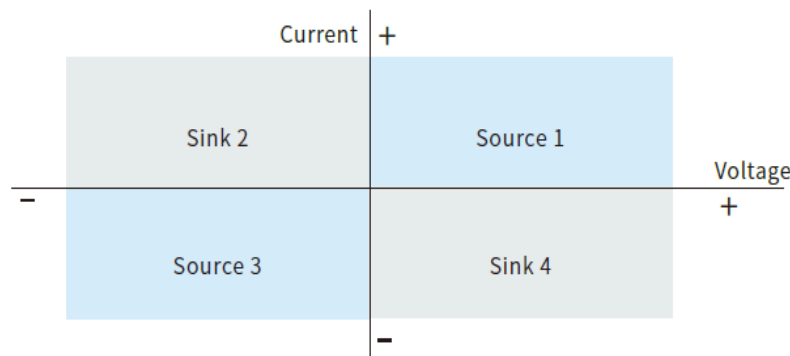 Current +
Sink 2 Source 1
Voltage
- +
Source 3 Sink 4
-